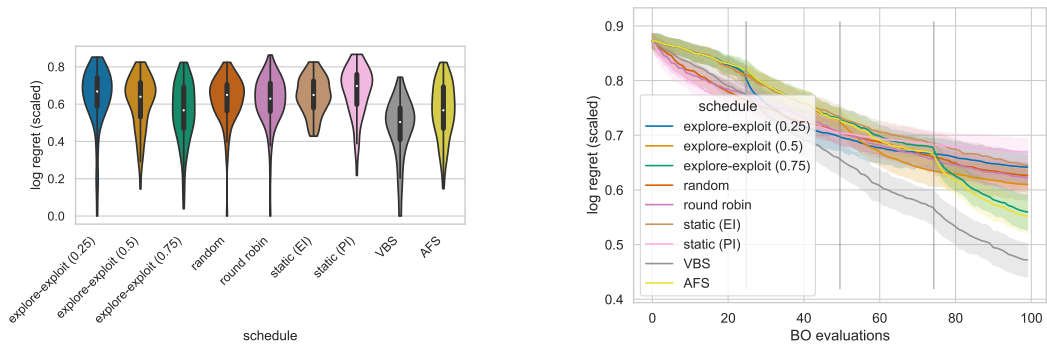 log regret (scaled)
0.8
0.6
0.4
0.2
0.0
explore-exploit (0.25)
explore-exploit (0.5)
explore-exploit (0.75)
random
round robin
static (EI)
static (PI)
VBS
AFS
schedule
log regret (scaled)
0.9
0.8
0.7
0.6
0.5
0.4
schedule
explore-exploit (0.25)
explore-exploit (0.5)
explore-exploit (0.75)
random
round robin
static (EI)
static (PI)
VBS
AFS
0 20 40 60 80 100
BO evaluations